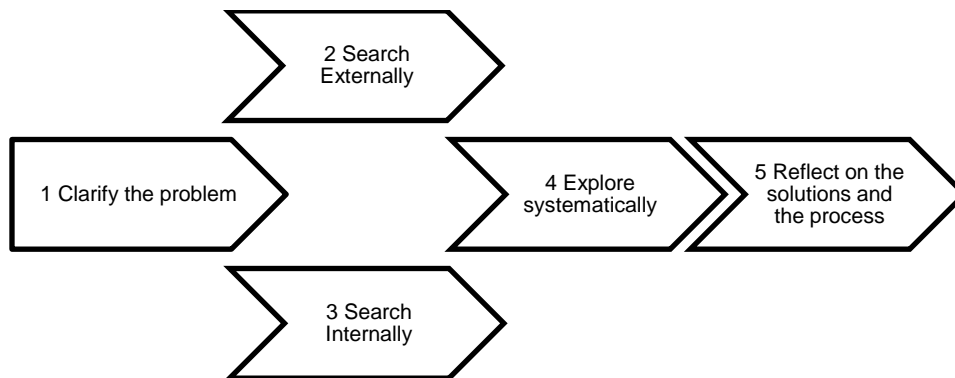 2 Search
Externally
1 Clarify the problem
4 Explore
systematically
5 Reflect on the
solutions and
the process
3 Search
Internally